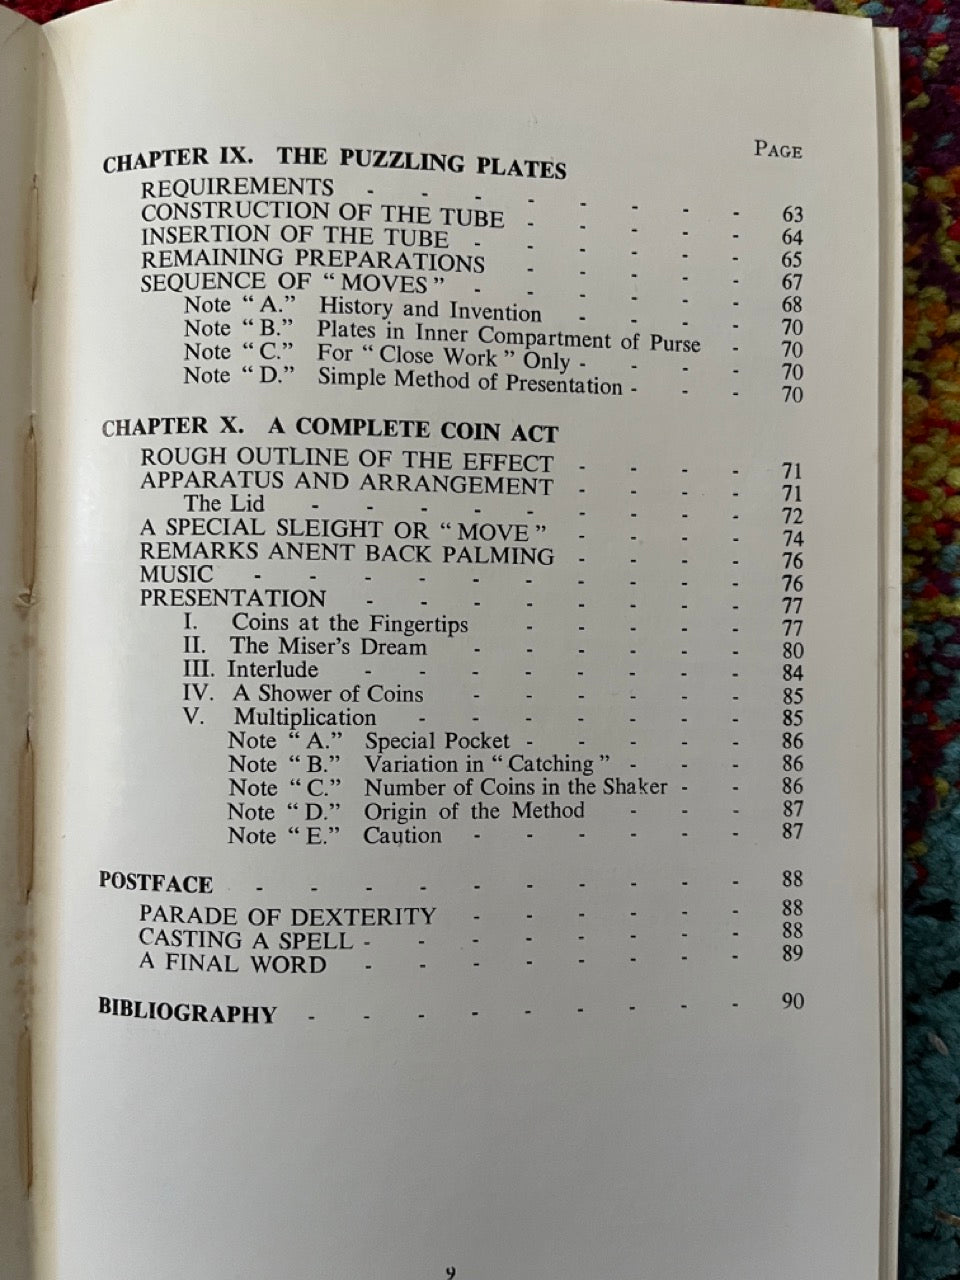 PAGE
CHAPTER IX. THE PUZZLING PLATES
REQUIREMENTS - - - - - - - - 63
CONSTRUCTION OF THE TUBE - - - - - 64
INSERTION OF THE TUBE - - - - - - 65
REMAINING PREPARATIONS - - - - - 67
SEQUENCE OF “ MOVES ” - - - - - - 68
Note “ A.” History and Invention - - - - 70
Note “ B.” Plates in Inner Compartment of Purse - 70
Note “ C.” For “ Close Work ” Only - - - - 70
Note “ D.” Simple Method of Presentation - - - 70
CHAPTER X. A COMPLETE COIN ACT
ROUGH OUTLINE OF THE EFFECT - - - - 71
APPARATUS AND ARRANGEMENT - - - - 71
The Lid - - - - - - - - - 72
A SPECIAL SLEIGHT OR “ MOVE ” - - - - 74
REMARKS ANENT BACK PALMING - - - - 76
MUSIC - - - - - - - - - - 76
PRESENTATION - - - - - - - - 77
I. Coins at the Fingertips - - - - - 77
II. The Miser's Dream - - - - - - 80
III. Interlude - - - - - - - - 84
IV. A Shower of Coins - - - - - - 85
V. Multiplication - - - - - - - 85
Note “ A.” Special Pocket - - - - - 86
Note “ B.” Variation in “ Catching ” - - - 86
Note “ C.” Number of Coins in the Shaker - - 86
Note “ D.” Origin of the Method - - - 87
Note “ E.” Caution - - - - - - 87
POSTFACE - - - - - - - - - - 88
PARADE OF DEXTERITY - - - - - - 88
CASTING A SPELL - - - - - - - - 88
A FINAL WORD - - - - - - - - 89
BIBLIOGRAPHY - - - - - - - - - 90
9